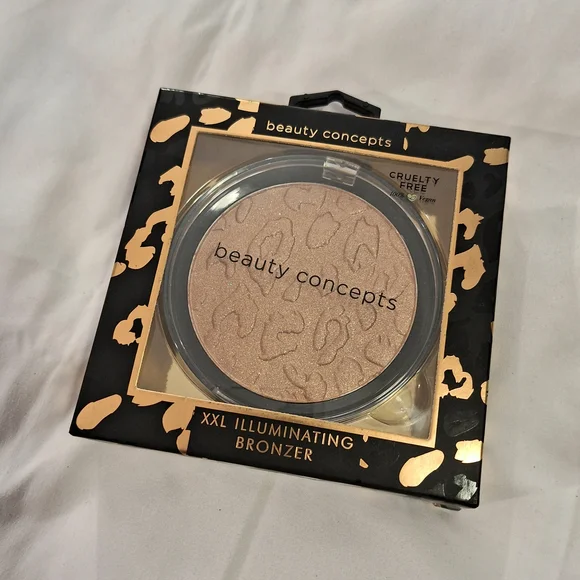 beauty concepts
CRUELTY
FREE
beauty concepts
XXL ILLUMINATING
BRONZER